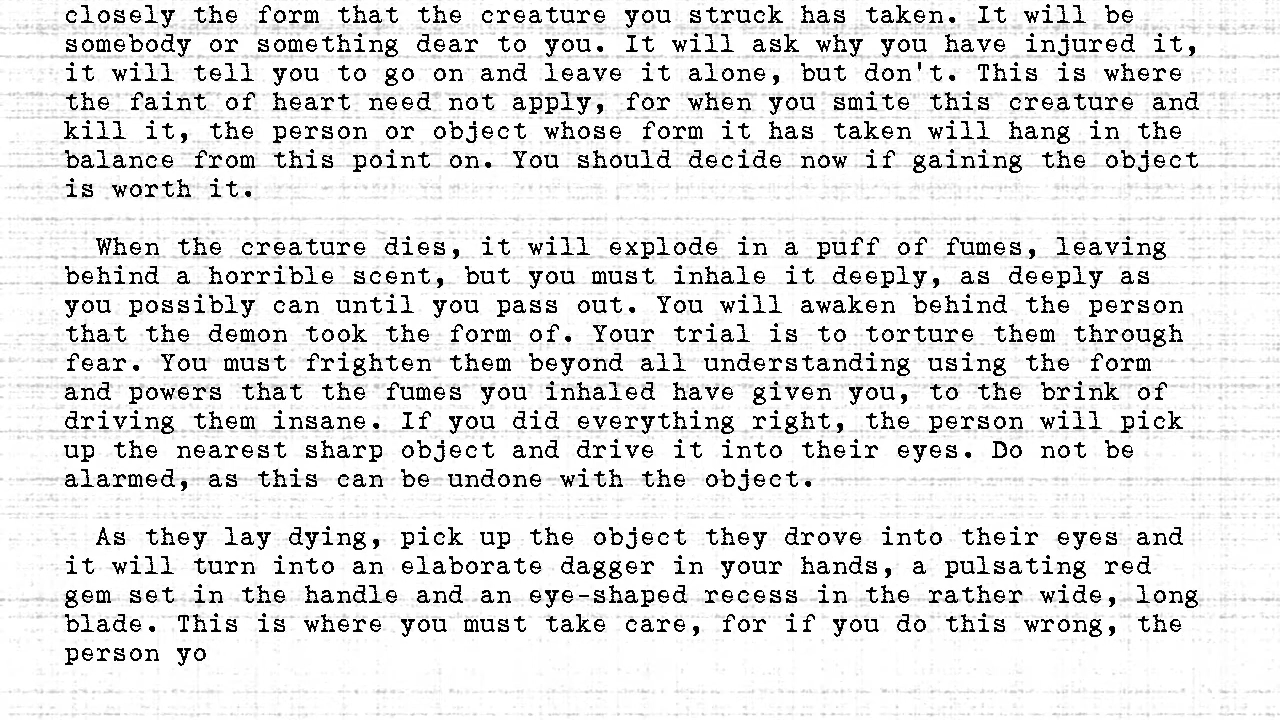 closely the form that the creature you struck has taken. It will be
somebody or something dear to you. It will ask why you have injured it,
it will tell you to go on and leave it alone, but don't. This is where
the faint of heart need not apply, for when you smite this creature and
kill it, the person or object whose form it has taken will hang in the
balance from this point on. You should decide now if gaining the object
is worth it.
When the creature dies, it will explode in a puff of fumes, leaving
behind a horrible scent, but you must inhale it deeply, as deeply as
you possibly can until you pass out. You will awaken behind the person
that the demon took the form of. Your trial is to torture them through
fear. You must frighten them beyond all understanding using the form
and powers that the fumes you inhaled have given you, to the brink of
driving them insane. If you did everything right, the person will pick
up the nearest sharp object and drive it into their eyes. Do not be
alarmed, as this can be undone with the object.
As they lay dying, pick up the object they drove into their eyes and
it will turn into an elaborate dagger in your hands, a pulsating red
gem set in the handle and an eye-shaped recess in the rather wide, long
blade. This is where you must take care, for if you do this wrong, the
person yo